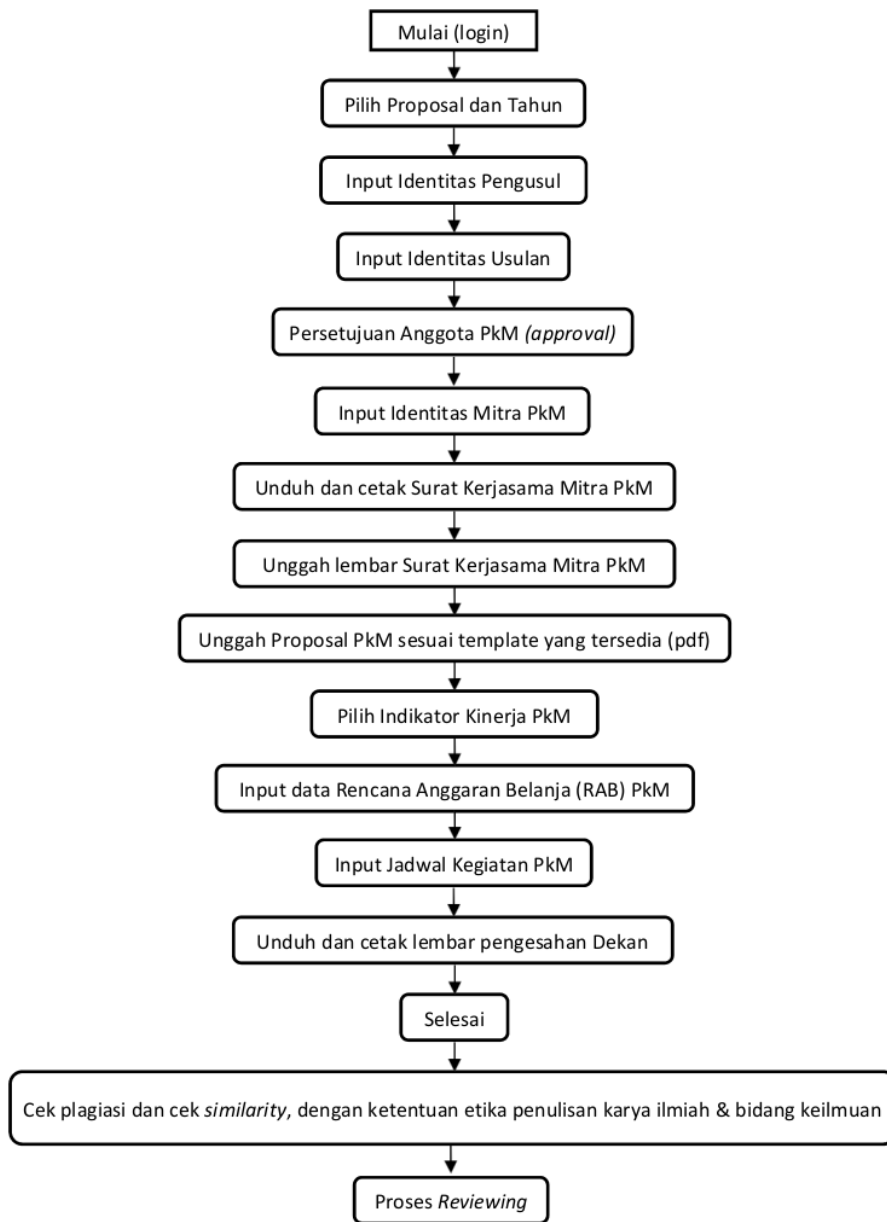 Mulai (login)
Pilih Proposal dan Tahun
Input Identitas Pengusul
Input Identitas Usulan
Persetujuan Anggota PkM (approval)
Input Identitas Mitra PkM
Unduh dan cetak Surat Kerjasama Mitra PkM
Unggah lembar Surat Kerjasama Mitra PkM
Unggah Proposal PkM sesuai template yang tersedia (pdf)
Pilih Indikator Kinerja PkM
Input data Rencana Anggaran Belanja (RAB) PkM
Input Jadwal Kegiatan PkM
Unduh dan cetak lembar pengesahan Dekan
Selesai
Cek plagiasi dan cek similarity, dengan ketentuan etika penulisan karya ilmiah & bidang keilmuan
Proses Reviewing